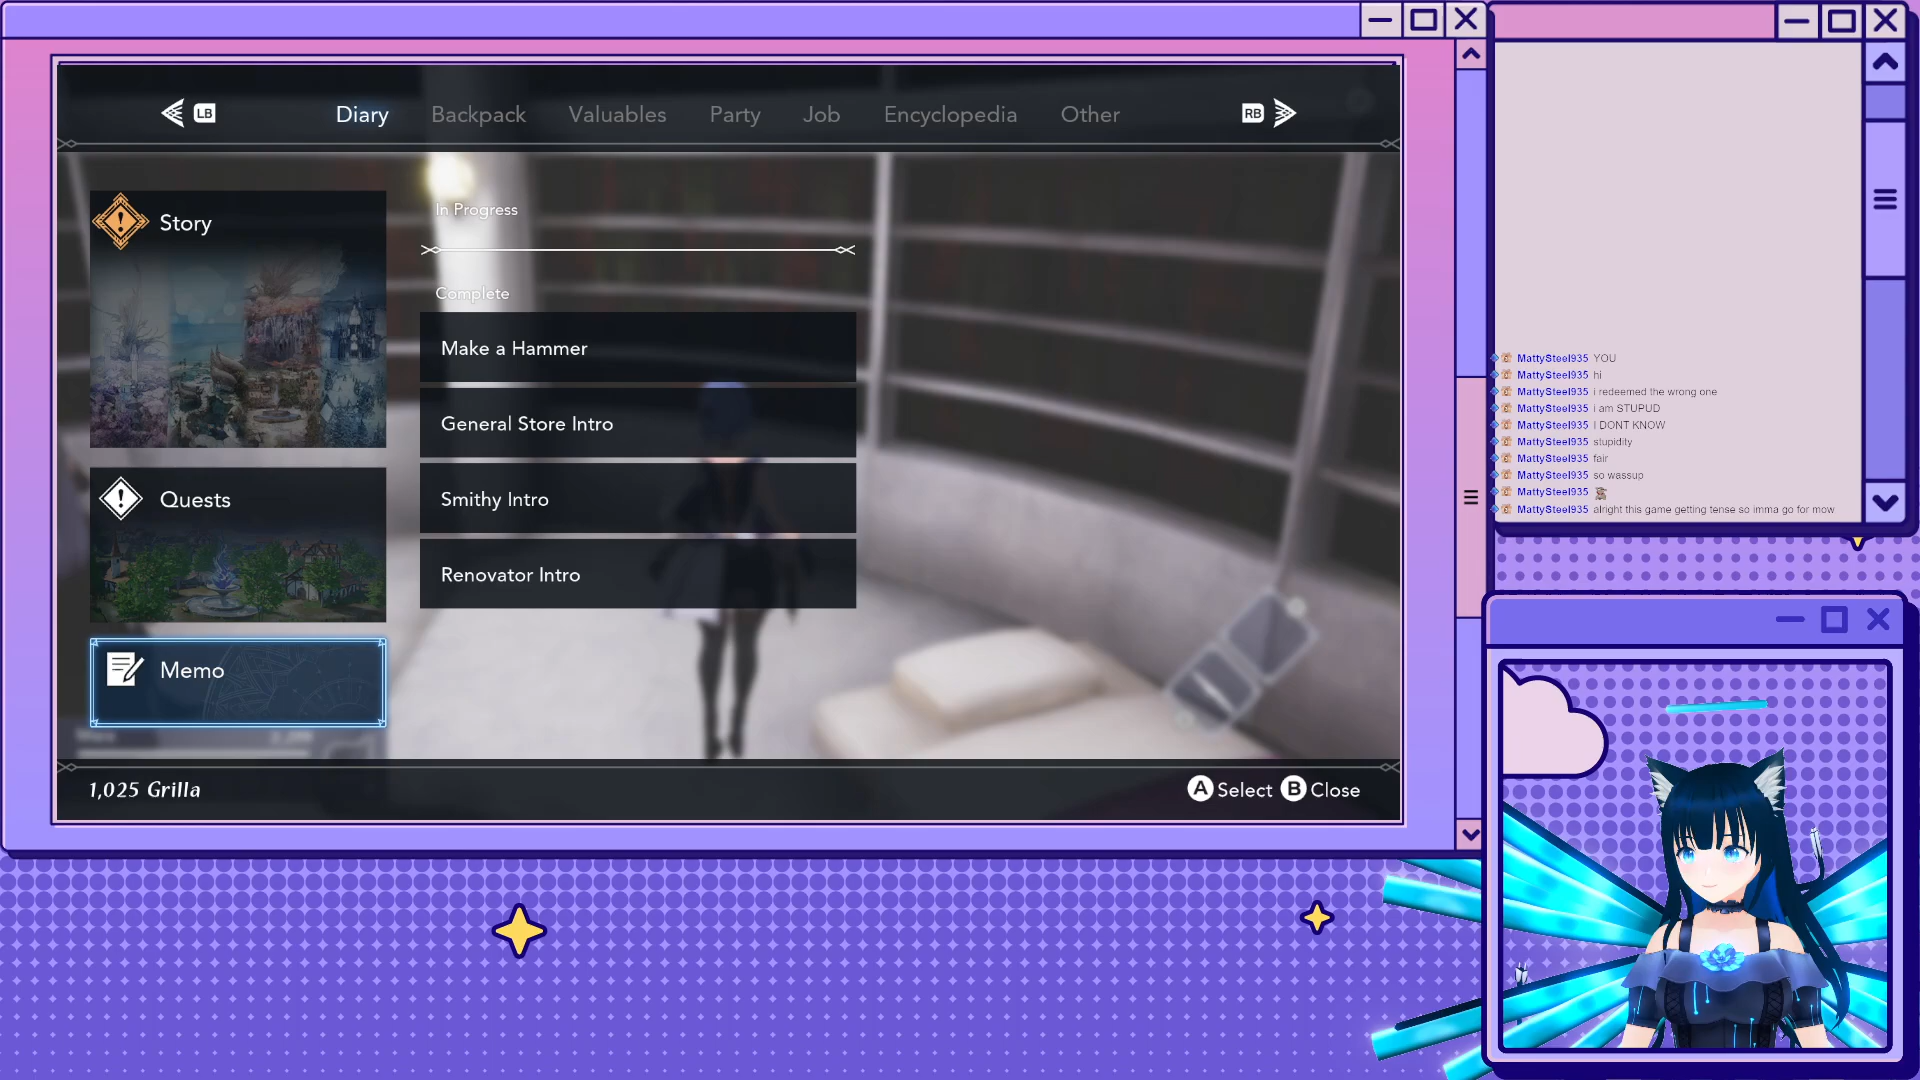 LB
Diary
Backpack
Valuables
Party
Job
Encyclopedia
Other
RB
Story
Quests
Memo
In Progress
Complete
Make a Hammer
General Store Intro
Smithy Intro
Renovator Intro
1,025 Grilla
A Select B Close
MattySteel935 YOU
MattySteel935 hi
MattySteel935 i redeemed the wrong one
MattySteel935 i am STUPUD
MattySteel935 I DONT KNOW
MattySteel935 stupidity
MattySteel935 fair
MattySteel935 so wassup
MattySteel935
MattySteel935 alright this game getting tense so imma go for mow